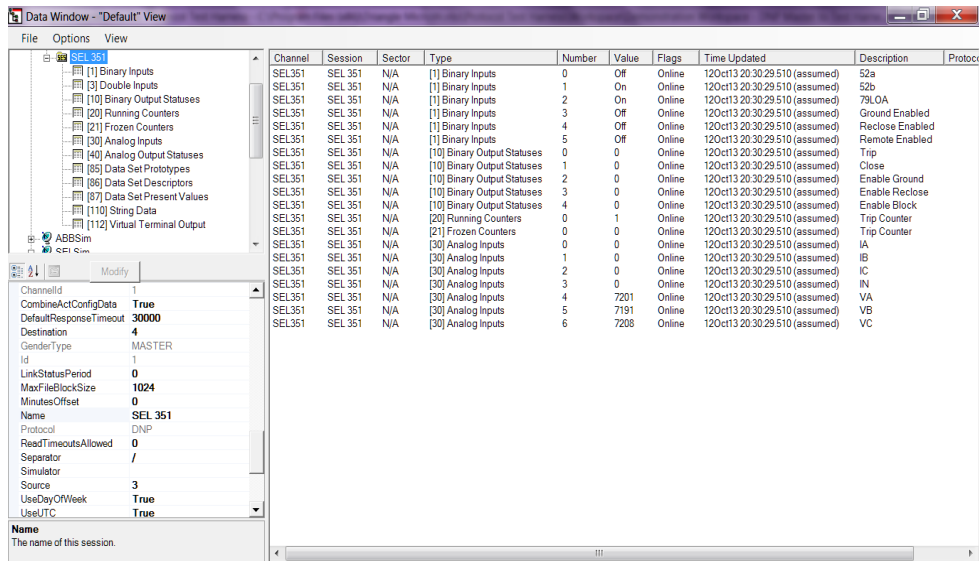 Data Window - "Default" View
File Options View
SEL 351
[1] Binary Inputs
[3] Double Inputs
[10] Binary Output Statuses
[20] Running Counters
[21] Frozen Counters
[30] Analog Inputs
[40] Analog Output Statuses
[85] Data Set Prototypes
[86] Data Set Descriptors
[87] Data Set Present Values
[110] String Data
[112] Virtual Terminal Output
ABBSim
SELSim
Modify
ChannelId 1
CombineActConfigData True
DefaultResponseTimeout 30000
Destination 4
GenderType MASTER
Id 1
LinkStatusPeriod 0
MaxFileBlockSize 1024
MinutesOffset 0
Name SEL 351
Protocol DNP
ReadTimeoutsAllowed 0
Separator /
Simulator
Source 3
UseDayOfWeek True
UseUTC True
Name
The name of this session.
Channel Session Sector Type Number Value Flags Time Updated Description Protoco
SEL351 SEL 351 N/A [1] Binary Inputs 0 Off Online 12Oct13 20:30:29.510 (assumed) 52a
SEL351 SEL 351 N/A [1] Binary Inputs 1 On Online 12Oct13 20:30:29.510 (assumed) 52b
SEL351 SEL 351 N/A [1] Binary Inputs 2 On Online 12Oct13 20:30:29.510 (assumed) 79LOA
SEL351 SEL 351 N/A [1] Binary Inputs 3 Off Online 12Oct13 20:30:29.510 (assumed) Ground Enabled
SEL351 SEL 351 N/A [1] Binary Inputs 4 Off Online 12Oct13 20:30:29.510 (assumed) Reclose Enabled
SEL351 SEL 351 N/A [1] Binary Inputs 5 Off Online 12Oct13 20:30:29.510 (assumed) Remote Enabled
SEL351 SEL 351 N/A [10] Binary Output Statuses 0 0 Online 12Oct13 20:30:29.510 (assumed) Trip
SEL351 SEL 351 N/A [10] Binary Output Statuses 1 0 Online 12Oct13 20:30:29.510 (assumed) Close
SEL351 SEL 351 N/A [10] Binary Output Statuses 2 0 Online 12Oct13 20:30:29.510 (assumed) Enable Ground
SEL351 SEL 351 N/A [10] Binary Output Statuses 3 0 Online 12Oct13 20:30:29.510 (assumed) Enable Reclose
SEL351 SEL 351 N/A [10] Binary Output Statuses 4 0 Online 12Oct13 20:30:29.510 (assumed) Enable Block
SEL351 SEL 351 N/A [20] Running Counters 0 1 Online 12Oct13 20:30:29.510 (assumed) Trip Counter
SEL351 SEL 351 N/A [21] Frozen Counters 0 0 Online 12Oct13 20:30:29.510 (assumed) Trip Counter
SEL351 SEL 351 N/A [30] Analog Inputs 0 0 Online 12Oct13 20:30:29.510 (assumed) IA
SEL351 SEL 351 N/A [30] Analog Inputs 1 0 Online 12Oct13 20:30:29.510 (assumed) IB
SEL351 SEL 351 N/A [30] Analog Inputs 2 0 Online 12Oct13 20:30:29.510 (assumed) IC
SEL351 SEL 351 N/A [30] Analog Inputs 3 0 Online 12Oct13 20:30:29.510 (assumed) IN
SEL351 SEL 351 N/A [30] Analog Inputs 4 7201 Online 12Oct13 20:30:29.510 (assumed) VA
SEL351 SEL 351 N/A [30] Analog Inputs 5 7191 Online 12Oct13 20:30:29.510 (assumed) VB
SEL351 SEL 351 N/A [30] Analog Inputs 6 7208 Online 12Oct13 20:30:29.510 (assumed) VC